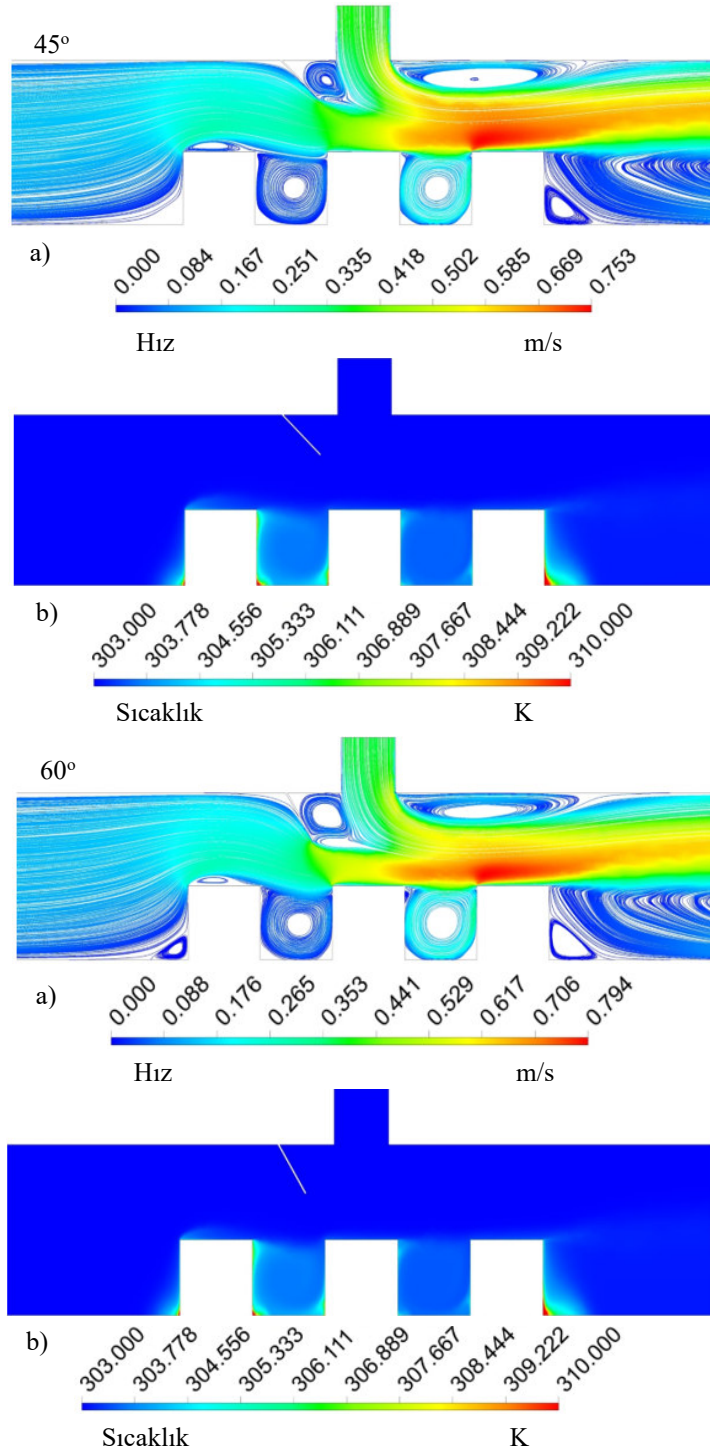 45º
a)
0.000 0.084 0.167 0.251 0.335 0.418 0.502 0.585 0.669 0.753
Hız m/s
b)
303.000 303.778 304.556 305.333 306.111 306.889 307.667 308.444 309.222 310.000
Sıcaklık K
60º
a)
0.000 0.088 0.176 0.265 0.353 0.441 0.529 0.617 0.706 0.794
Hız m/s
b)
303.000 303.778 304.556 305.333 306.111 306.889 307.667 308.444 309.222 310.000
Sıcaklık K